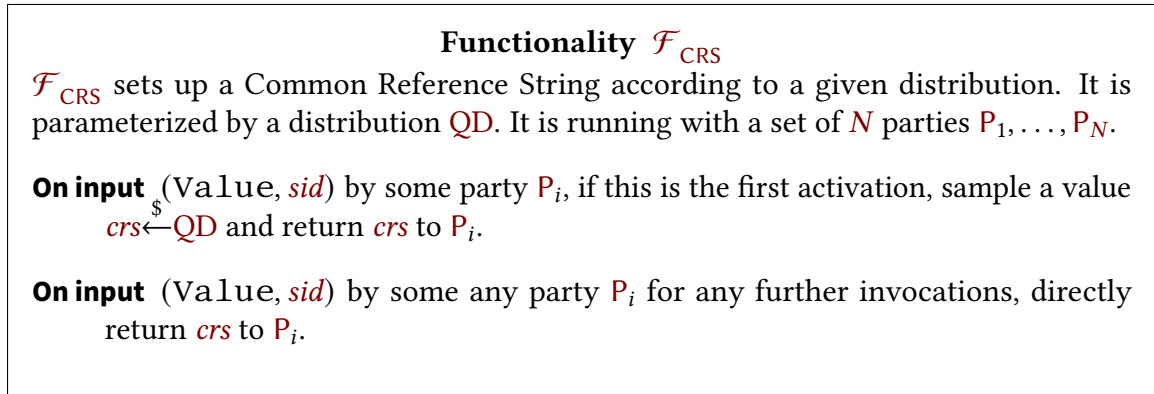 Functionality ℱ_CRS
ℱ_CRS sets up a Common Reference String according to a given distribution. It is
parameterized by a distribution QD. It is running with a set of N parties P₁, . . . , P_N.
On input (Value, sid) by some party Pᵢ, if this is the first activation, sample a value
crs ←$ QD and return crs to Pᵢ.
On input (Value, sid) by some any party Pᵢ for any further invocations, directly
return crs to Pᵢ.